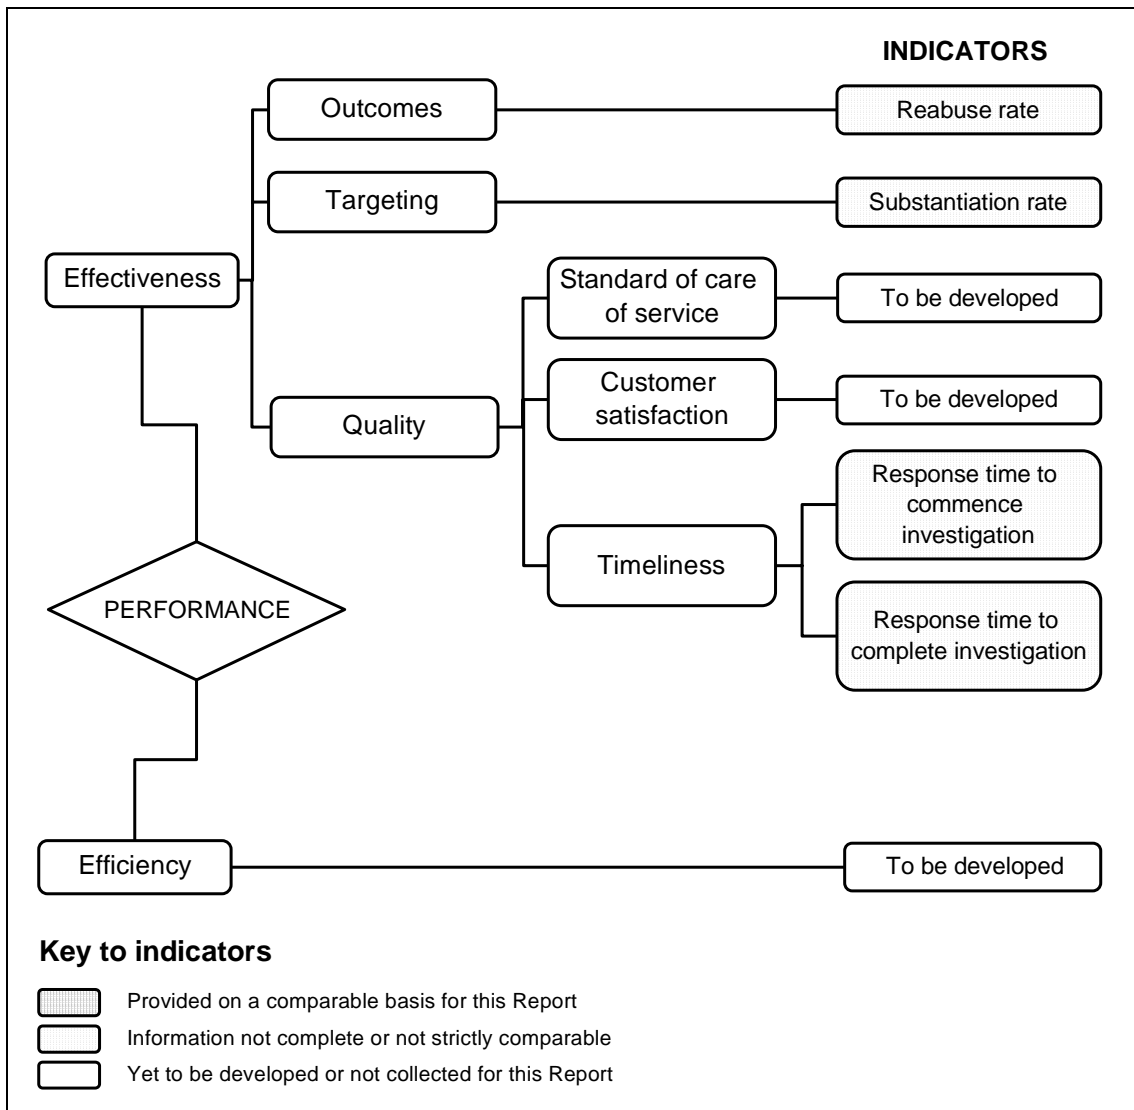 INDICATORS
Outcomes
Reabuse rate
Targeting
Substantiation rate
Effectiveness
Standard of care
of service
To be developed
Customer
satisfaction
To be developed
Quality
Response time to
commence
investigation
Timeliness
Response time to
complete investigation
PERFORMANCE
Efficiency
To be developed
Key to indicators
Provided on a comparable basis for this Report
Information not complete or not strictly comparable
Yet to be developed or not collected for this Report